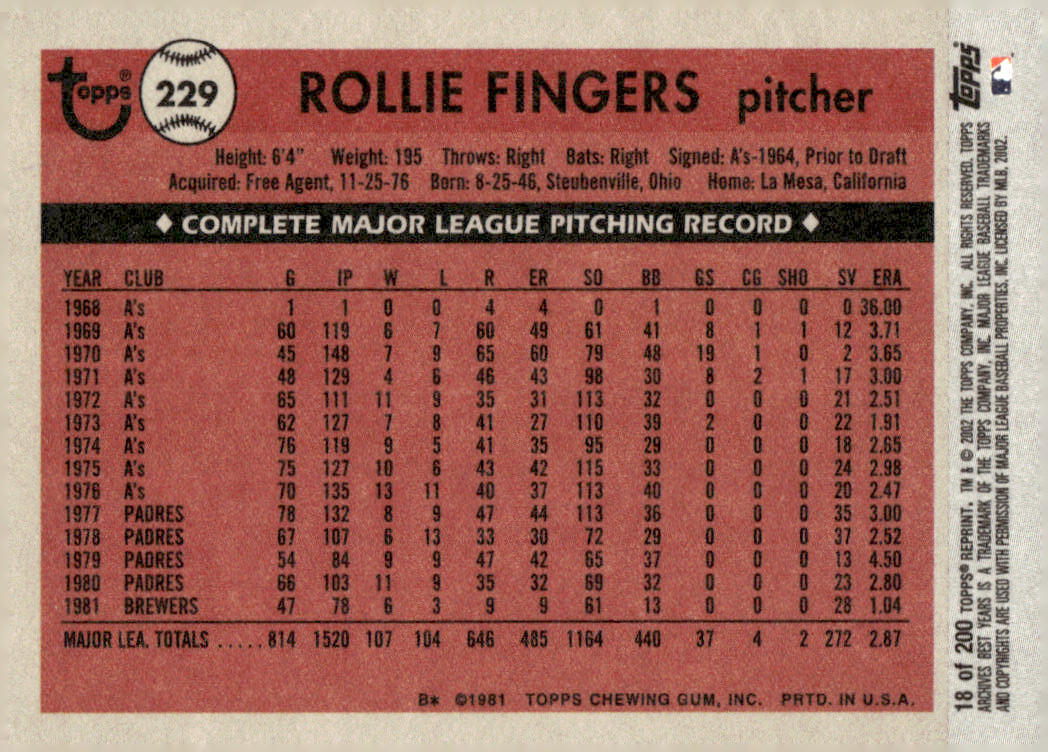 topps®
229
ROLLIE FINGERS pitcher
Height: 6'4" Weight: 195 Throws: Right Bats: Right Signed: A's-1964, Prior to Draft
Acquired: Free Agent, 11-25-76 Born: 8-25-46, Steubenville, Ohio Home: La Mesa, California
♦ COMPLETE MAJOR LEAGUE PITCHING RECORD ♦
YEAR CLUB G IP W L R ER SO BB GS CG SHO SV ERA
1968 A's 1 1 0 0 4 4 0 1 0 0 0 0 36.00
1969 A's 60 119 6 7 60 49 61 41 8 1 1 12 3.71
1970 A's 45 148 7 9 65 60 79 48 19 1 0 2 3.65
1971 A's 48 129 4 6 46 43 98 30 8 2 1 17 3.00
1972 A's 65 111 11 9 35 31 113 32 0 0 0 21 2.51
1973 A's 62 127 7 8 41 27 110 39 2 0 0 22 1.91
1974 A's 76 119 9 5 41 35 95 29 0 0 0 18 2.65
1975 A's 75 127 10 6 43 42 115 33 0 0 0 24 2.98
1976 A's 70 135 13 11 40 37 113 40 0 0 0 20 2.47
1977 PADRES 78 132 8 9 47 44 113 36 0 0 0 35 3.00
1978 PADRES 67 107 6 13 33 30 72 29 0 0 0 37 2.52
1979 PADRES 54 84 9 9 47 42 65 37 0 0 0 13 4.50
1980 PADRES 66 103 11 9 35 32 69 32 0 0 0 23 2.80
1981 BREWERS 47 78 6 3 9 9 61 13 0 0 0 28 1.04
MAJOR LEA. TOTALS ..... 814 1520 107 104 646 485 1164 440 37 4 2 272 2.87
B* ©1981 TOPPS CHEWING GUM, INC. PRTD. IN U.S.A.
TOPPS
18 of 200 TOPPS® REPRINT. TM & © 2002 THE TOPPS COMPANY, INC. ALL RIGHTS RESERVED. TOPPS
ARCHIVES BEST YEARS IS A TRADEMARK OF THE TOPPS COMPANY, INC. MAJOR LEAGUE BASEBALL TRADEMARKS
AND COPYRIGHTS ARE USED WITH PERMISSION OF MAJOR LEAGUE BASEBALL PROPERTIES, INC. LICENSED BY MLB, 2002.